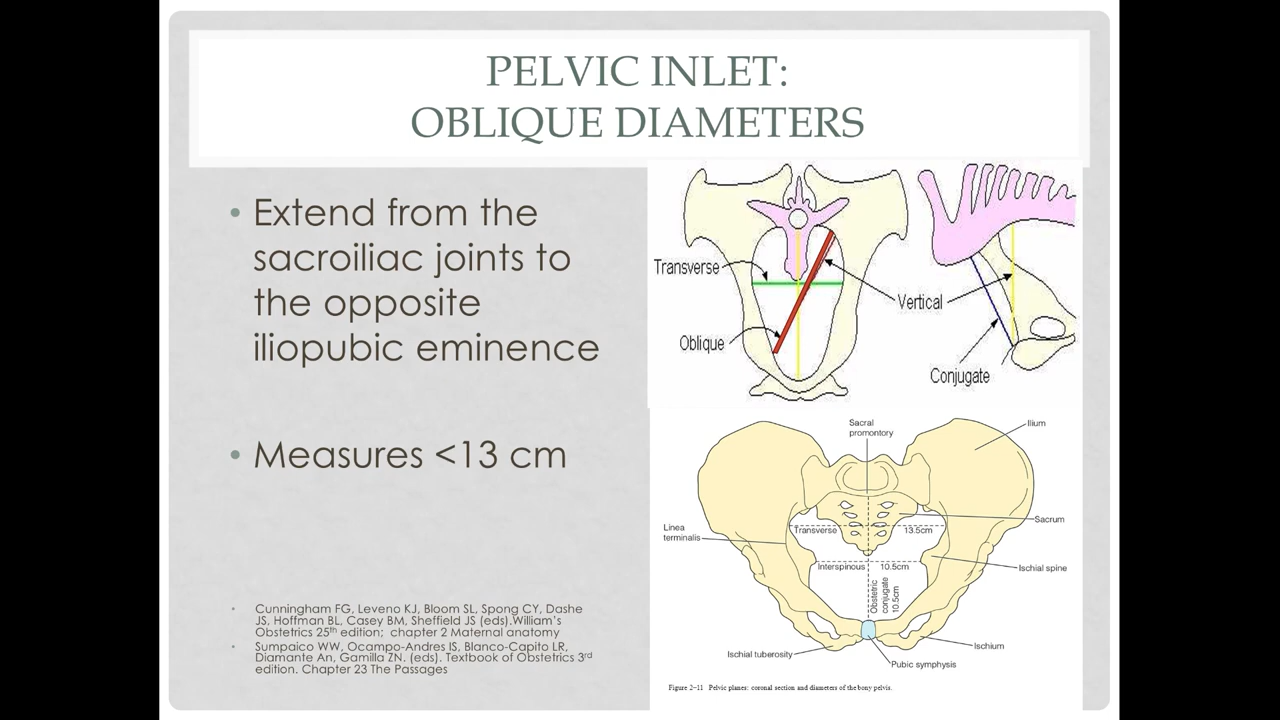 PELVIC INLET:
OBLIQUE DIAMETERS
• Extend from the
sacroiliac joints to
the opposite
iliopubic eminence
• Measures <13 cm
• Cunningham FG, Leveno KJ, Bloom SL, Spong CY, Dashe
JS, Hoffman BL, Casey BM, Sheffield JS (eds).William's
Obstetrics 25th edition; chapter 2 Maternal anatomy
• Sumpaico WW, Ocampo-Andres IS, Blanco-Capito LR,
Diamante An, Gamilla ZN. (eds). Textbook of Obstetrics 3rd
edition. Chapter 23 The Passages
Transverse
Vertical
Oblique
Conjugate
Sacral
promontory
Ilium
Linea
terminalis
Transverse 13.5cm
Sacrum
Interspinous 10.5cm
Ischial spine
Obstetric
conjugate
10.5cm
Ischium
Ischial tuberosity
Pubic symphysis
Figure 2-11 Pelvic planes: coronal section and diameters of the bony pelvis.